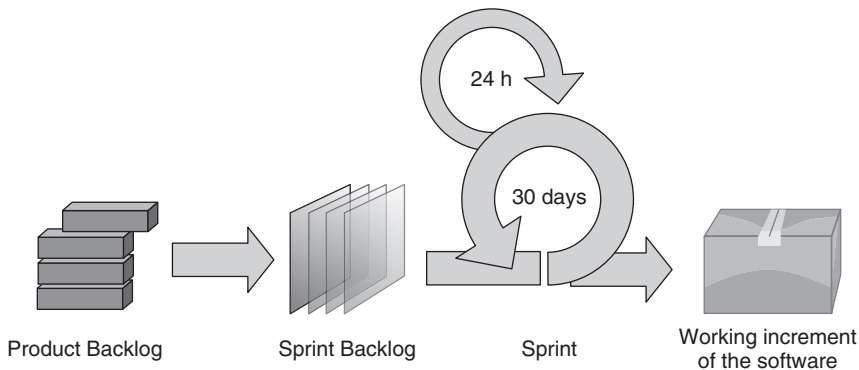 24 h
30 days
Product Backlog
Sprint Backlog
Sprint
Working increment
of the software